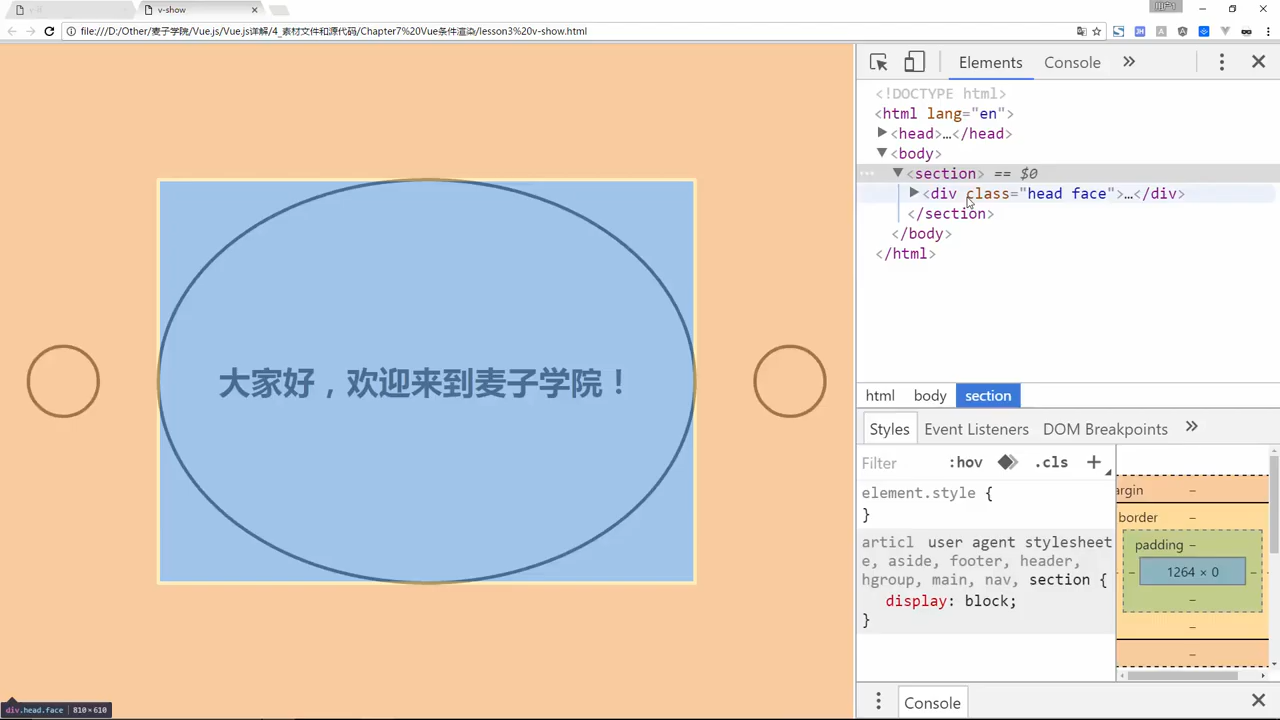 v-show
用户1
file:///D:/Other/麦子学院/Vue.js/Vue.js详解/4_素材文件和源代码/Chapter7%20Vue条件渲染/lesson3%20v-show.html
Elements
Console
<!DOCTYPE html>
<html lang="en">
<head>…</head>
<body>
<section> == $0
<div class="head face">…</div>
</section>
</body>
</html>
大家好，欢迎来到麦子学院！
html body section
Styles Event Listeners DOM Breakpoints
Filter :hov .cls +
element.style {
}
articl user agent stylesheet
e, aside, footer, header,
hgroup, main, nav, section {
display: block;
}
argin –
border –
padding –
– 1264 × 0 –
–
–
–
Console
div.head.face 810×610